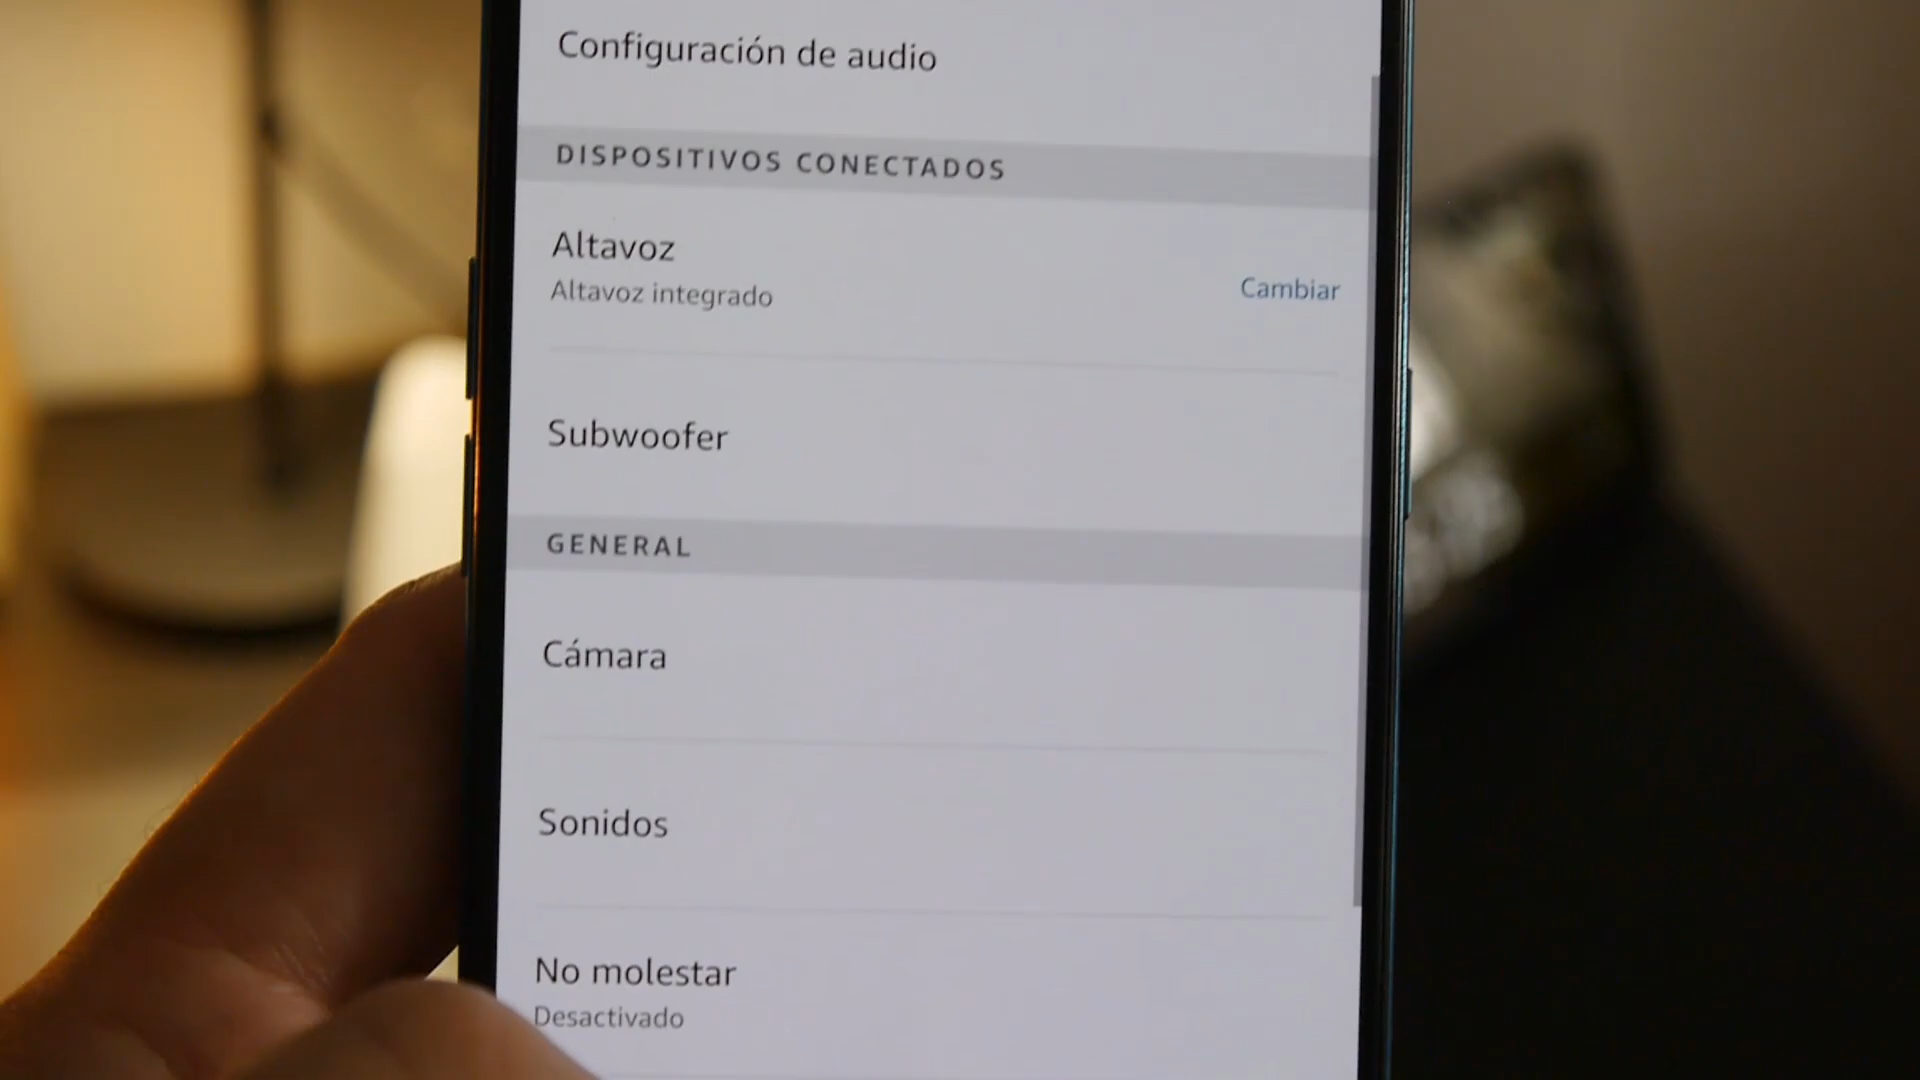 Configuración de audio
DISPOSITIVOS CONECTADOS
Altavoz
Altavoz integrado
Cambiar
Subwoofer
GENERAL
Cámara
Sonidos
No molestar
Desactivado